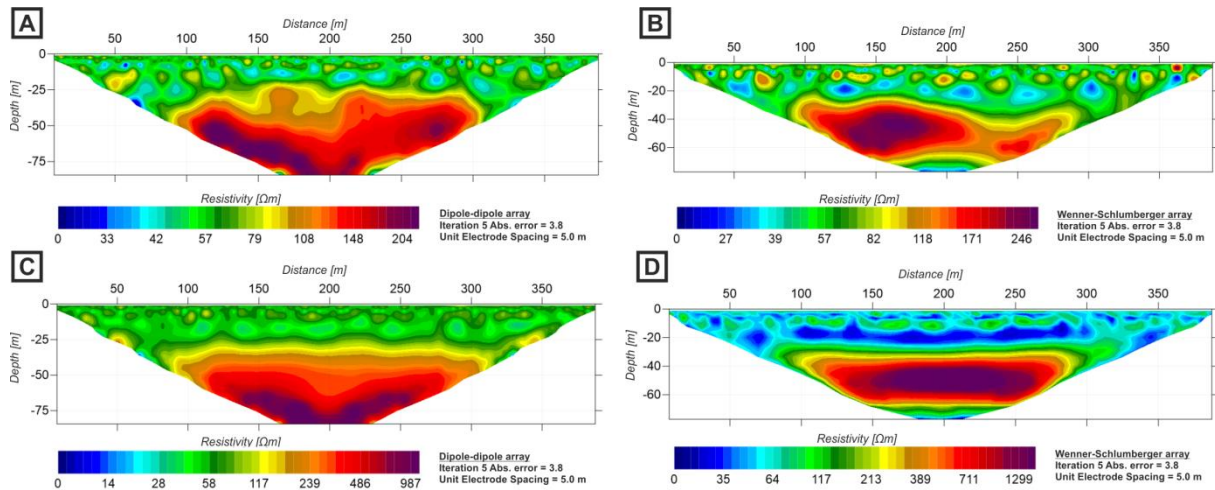 A
Distance [m]
50 100 150 200 250 300 350
0
-25
-50
-75
Depth [m]
Resistivity [Ωm]
0 33 42 57 79 108 148 204
Dipole-dipole array
Iteration 5 Abs. error = 3.8
Unit Electrode Spacing = 5.0 m
B
Distance [m]
50 100 150 200 250 300 350
0
-20
-40
-60
Depth [m]
Resistivity [Ωm]
0 27 39 57 82 118 171 246
Wenner-Schlumberger array
Iteration 5 Abs. error = 3.8
Unit Electrode Spacing = 5.0 m
C
Distance [m]
50 100 150 200 250 300 350
0
-25
-50
-75
Depth [m]
Resistivity [Ωm]
0 14 28 58 117 239 486 987
Dipole-dipole array
Iteration 5 Abs. error = 3.8
Unit Electrode Spacing = 5.0 m
D
Distance [m]
50 100 150 200 250 300 350
0
-20
-40
-60
Depth [m]
Resistivity [Ωm]
0 35 64 117 213 389 711 1299
Wenner-Schlumberger array
Iteration 5 Abs. error = 3.8
Unit Electrode Spacing = 5.0 m